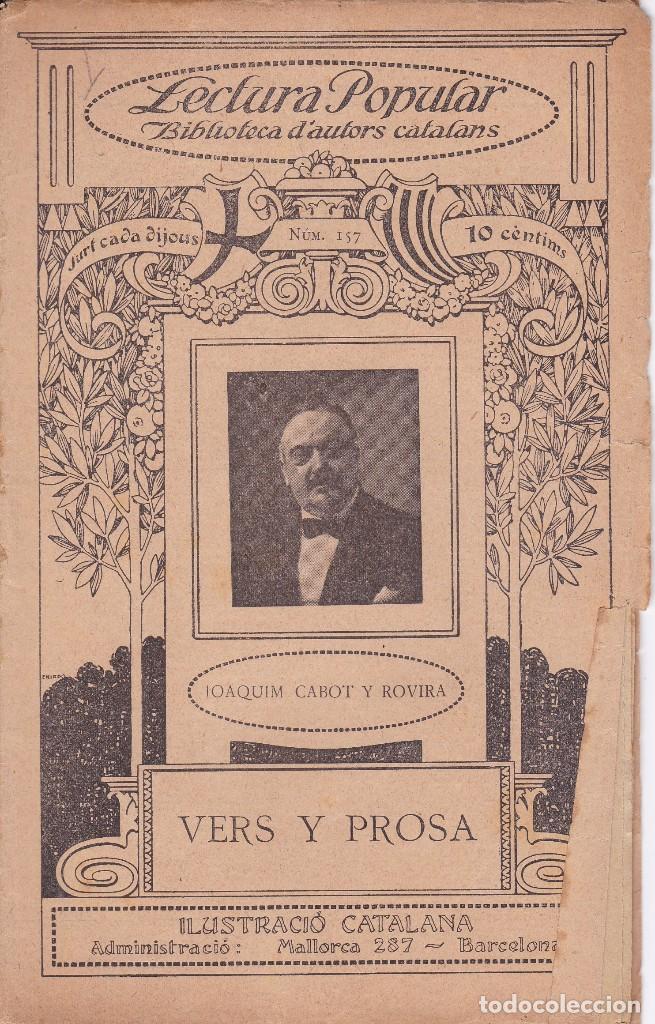 Lectura Popular
Biblioteca d'autors catalans
Surt cada dijous
NÚM. 157
10 cèntims
JOAQUIM CABOT Y ROVIRA
VERS Y PROSA
ILUSTRACIÓ CATALANA
Administració: Mallorca 287 ~ Barcelona
todocoleccion